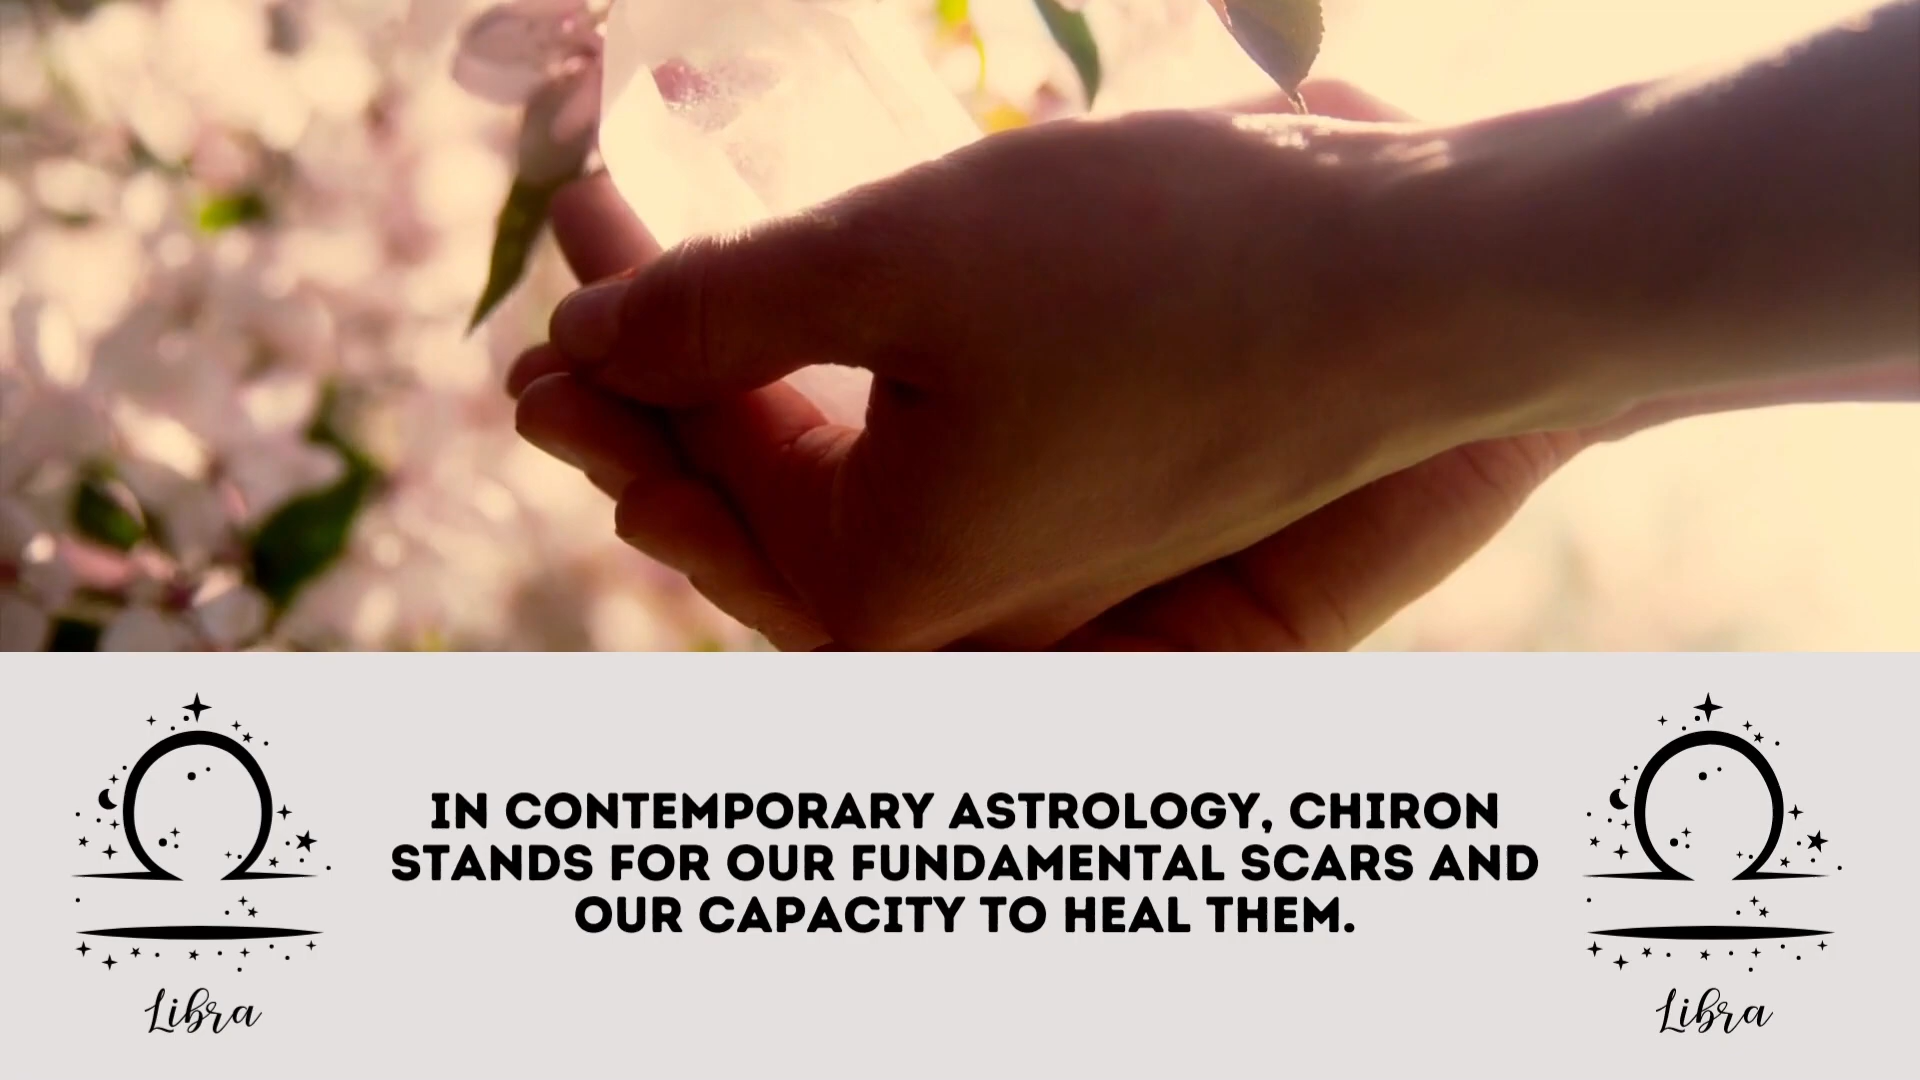 IN CONTEMPORARY ASTROLOGY, CHIRON
STANDS FOR OUR FUNDAMENTAL SCARS AND
OUR CAPACITY TO HEAL THEM.
Libra
Libra